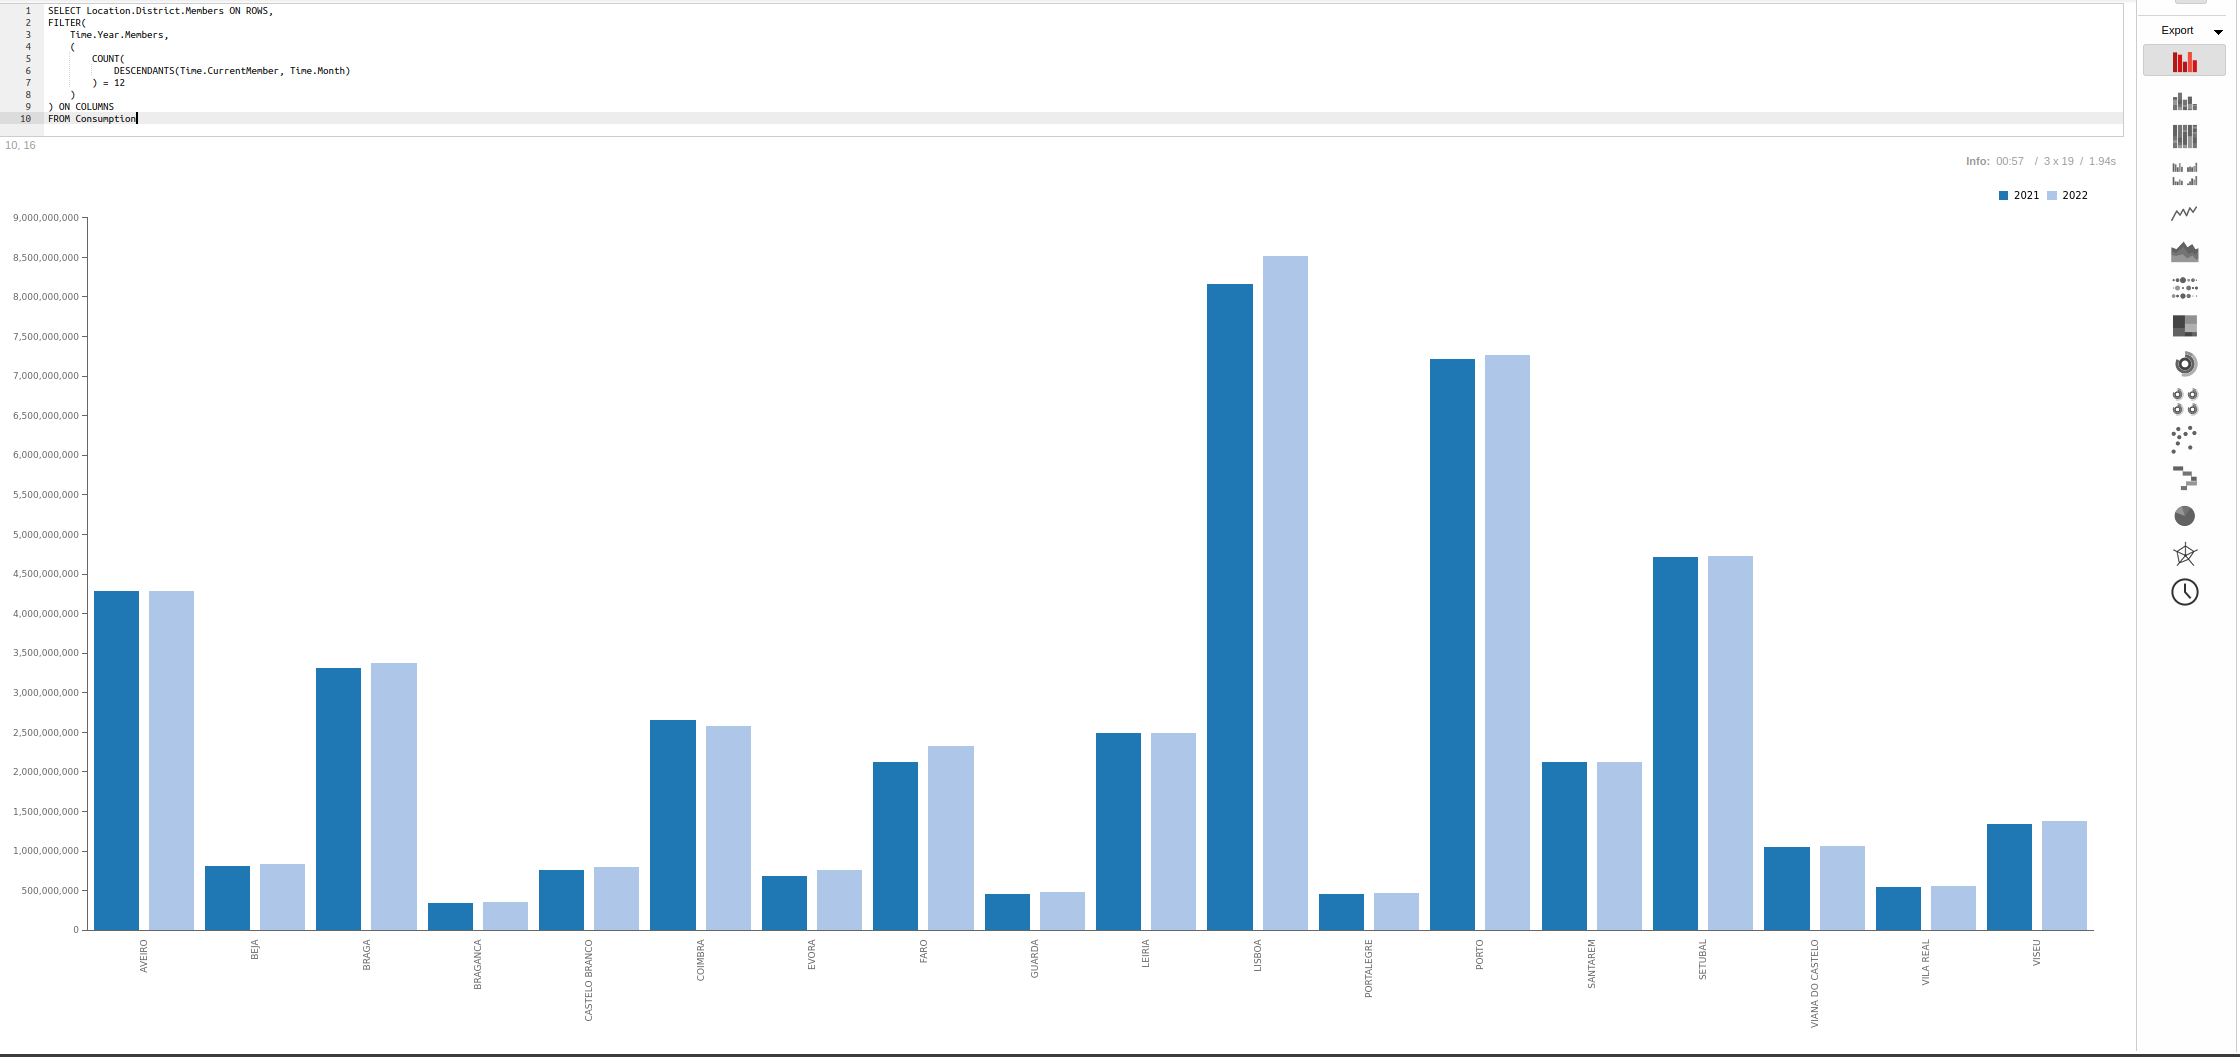 1 SELECT Location.District.Members ON ROWS,
2 FILTER(
3 Time.Year.Members,
4 (
5 COUNT(
6 DESCENDANTS(Time.CurrentMember, Time.Month)
7 ) = 12
8 )
9 ) ON COLUMNS
10 FROM Consumption
10, 16
Export
Info: 00:57 / 3 x 19 / 1.94s
2021 2022
9,000,000,000
8,500,000,000
8,000,000,000
7,500,000,000
7,000,000,000
6,500,000,000
6,000,000,000
5,500,000,000
5,000,000,000
4,500,000,000
4,000,000,000
3,500,000,000
3,000,000,000
2,500,000,000
2,000,000,000
1,500,000,000
1,000,000,000
500,000,000
0
AVEIRO
BEJA
BRAGA
BRAGANCA
CASTELO BRANCO
COIMBRA
EVORA
FARO
GUARDA
LEIRIA
LISBOA
PORTALEGRE
PORTO
SANTAREM
SETUBAL
VIANA DO CASTELO
VILA REAL
VISEU